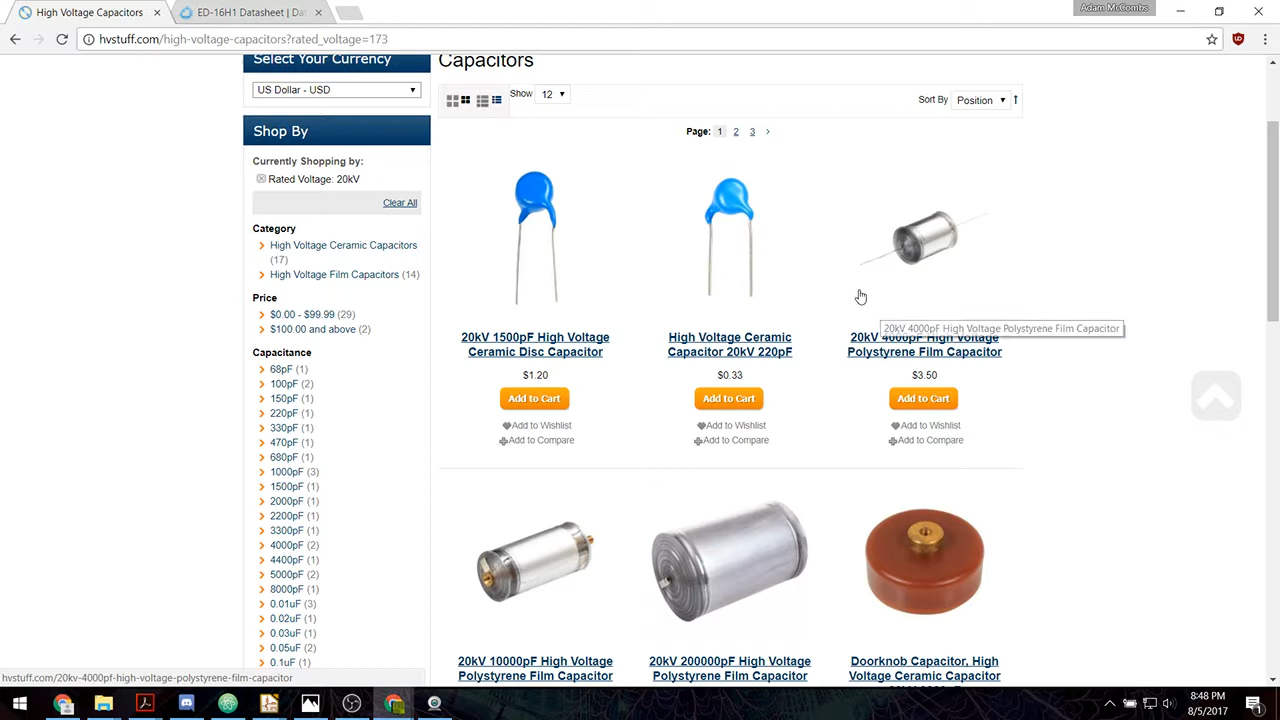 High Voltage Capacitors
ED-16H1 Datasheet | Dat
Adam McCombs
hvstuff.com/high-voltage-capacitors?rated_voltage=173
Select Your Currency
US Dollar - USD
Shop By
Currently Shopping by:
Rated Voltage: 20kV
Clear All
Category
High Voltage Ceramic Capacitors
(17)
High Voltage Film Capacitors (14)
Price
$0.00 - $99.99 (29)
$100.00 and above (2)
Capacitance
68pF (1)
100pF (2)
150pF (1)
220pF (1)
330pF (1)
470pF (1)
680pF (1)
1000pF (3)
1500pF (1)
2000pF (1)
2200pF (1)
3300pF (1)
4000pF (2)
4400pF (1)
5000pF (2)
8000pF (1)
0.01uF (3)
0.02uF (1)
0.03uF (1)
0.05uF (2)
0.1uF (1)
Capacitors
Show 12
Sort By Position
Page: 1 2 3 >
20kV 1500pF High Voltage
Ceramic Disc Capacitor
$1.20
Add to Cart
Add to Wishlist
Add to Compare
High Voltage Ceramic
Capacitor 20kV 220pF
$0.33
Add to Cart
Add to Wishlist
Add to Compare
20kV 4000pF High Voltage Polystyrene Film Capacitor
20kV 4000pF High Voltage
Polystyrene Film Capacitor
$3.50
Add to Cart
Add to Wishlist
Add to Compare
20kV 10000pF High Voltage
Polystyrene Film Capacitor
20kV 200000pF High Voltage
Polystyrene Film Capacitor
Doorknob Capacitor, High
Voltage Ceramic Capacitor
hvstuff.com/20kv-4000pf-high-voltage-polystyrene-film-capacitor
8:48 PM
8/5/2017